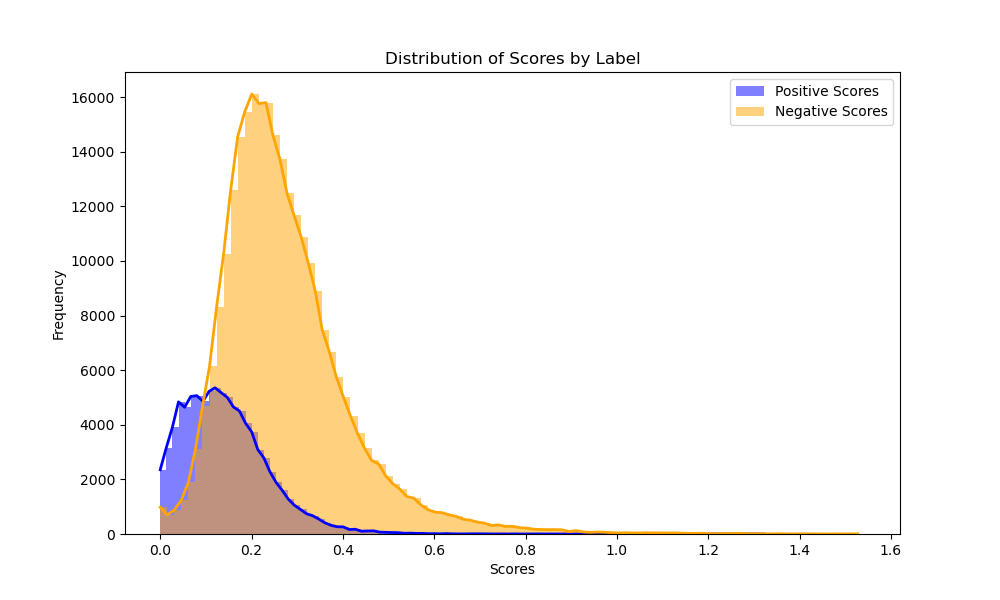 Distribution of Scores by Label
Positive Scores
Negative Scores
16000
14000
12000
10000
8000
6000
4000
2000
0
Frequency
0.0 0.2 0.4 0.6 0.8 1.0 1.2 1.4 1.6
Scores